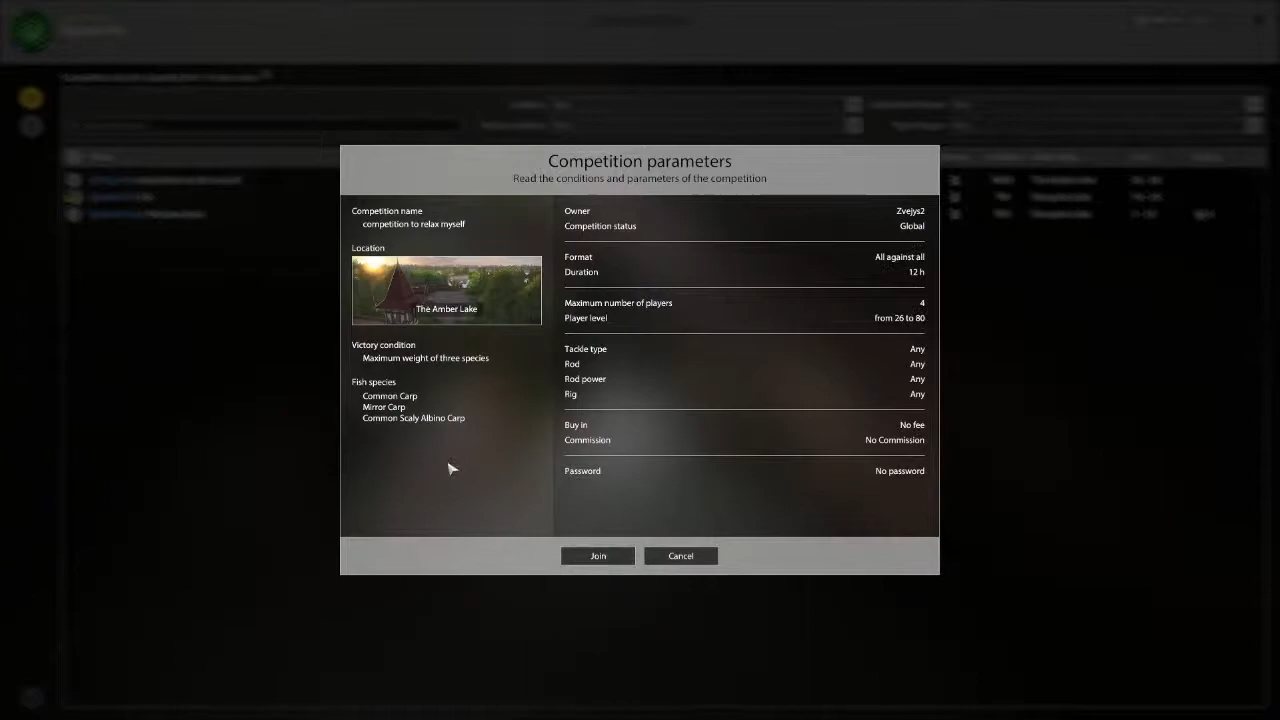 Competition parameters
Read the conditions and parameters of the competition
Competition name
competition to relax myself
Location
The Amber Lake
Victory condition
Maximum weight of three species
Fish species
Common Carp
Mirror Carp
Common Scaly Albino Carp
Owner Zvejys2
Competition status Global
Format All against all
Duration 12 h
Maximum number of players 4
Player level from 26 to 80
Tackle type Any
Rod Any
Rod power Any
Rig Any
Buy in No fee
Commission No Commission
Password No password
Join Cancel